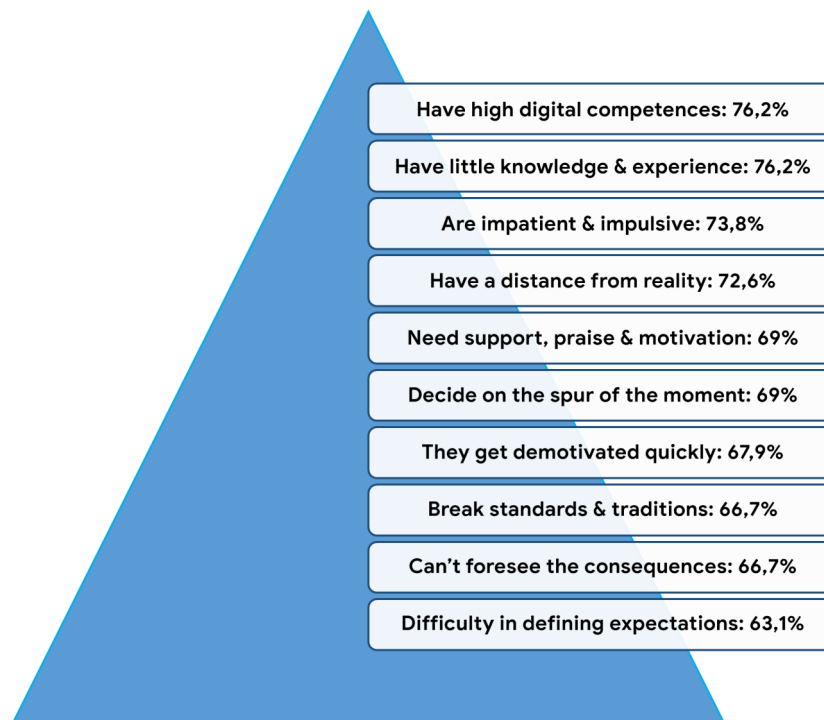 Have high digital competences: 76,2%
Have little knowledge & experience: 76,2%
Are impatient & impulsive: 73,8%
Have a distance from reality: 72,6%
Need support, praise & motivation: 69%
Decide on the spur of the moment: 69%
They get demotivated quickly: 67,9%
Break standards & traditions: 66,7%
Can’t foresee the consequences: 66,7%
Difficulty in defining expectations: 63,1%